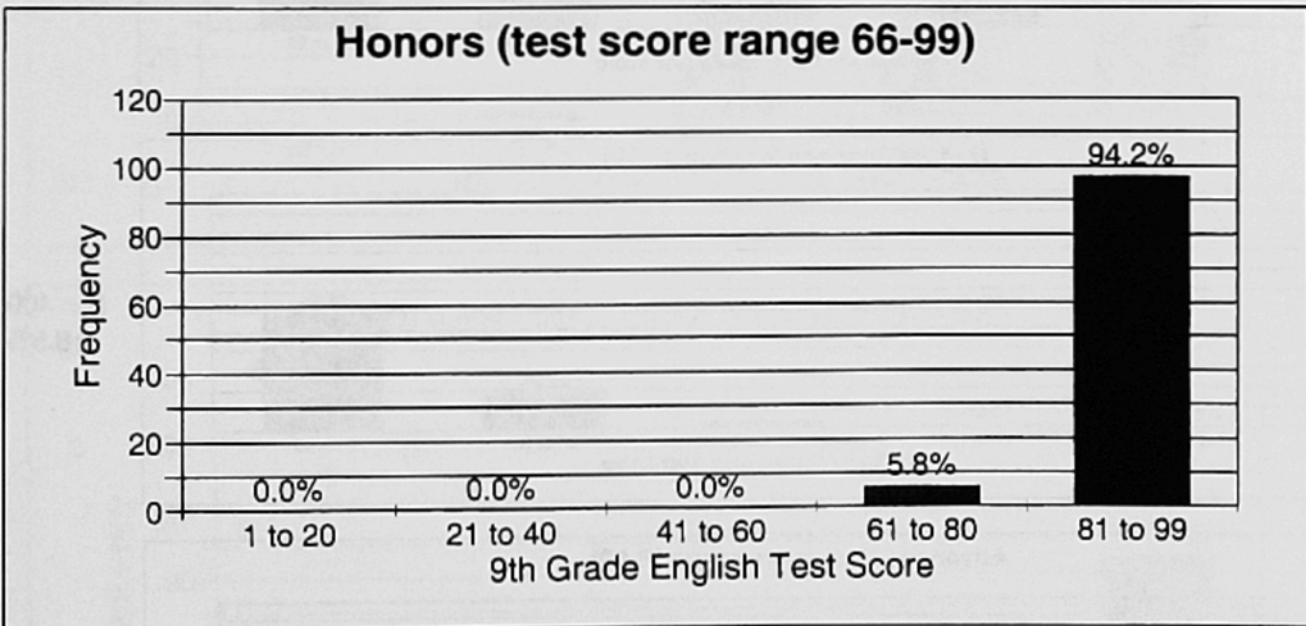 Honors (test score range 66-99)
120
100
80
60
40
20
0
Frequency
94.2%
5.8%
0.0% 0.0% 0.0%
1 to 20 21 to 40 41 to 60 61 to 80 81 to 99
9th Grade English Test Score